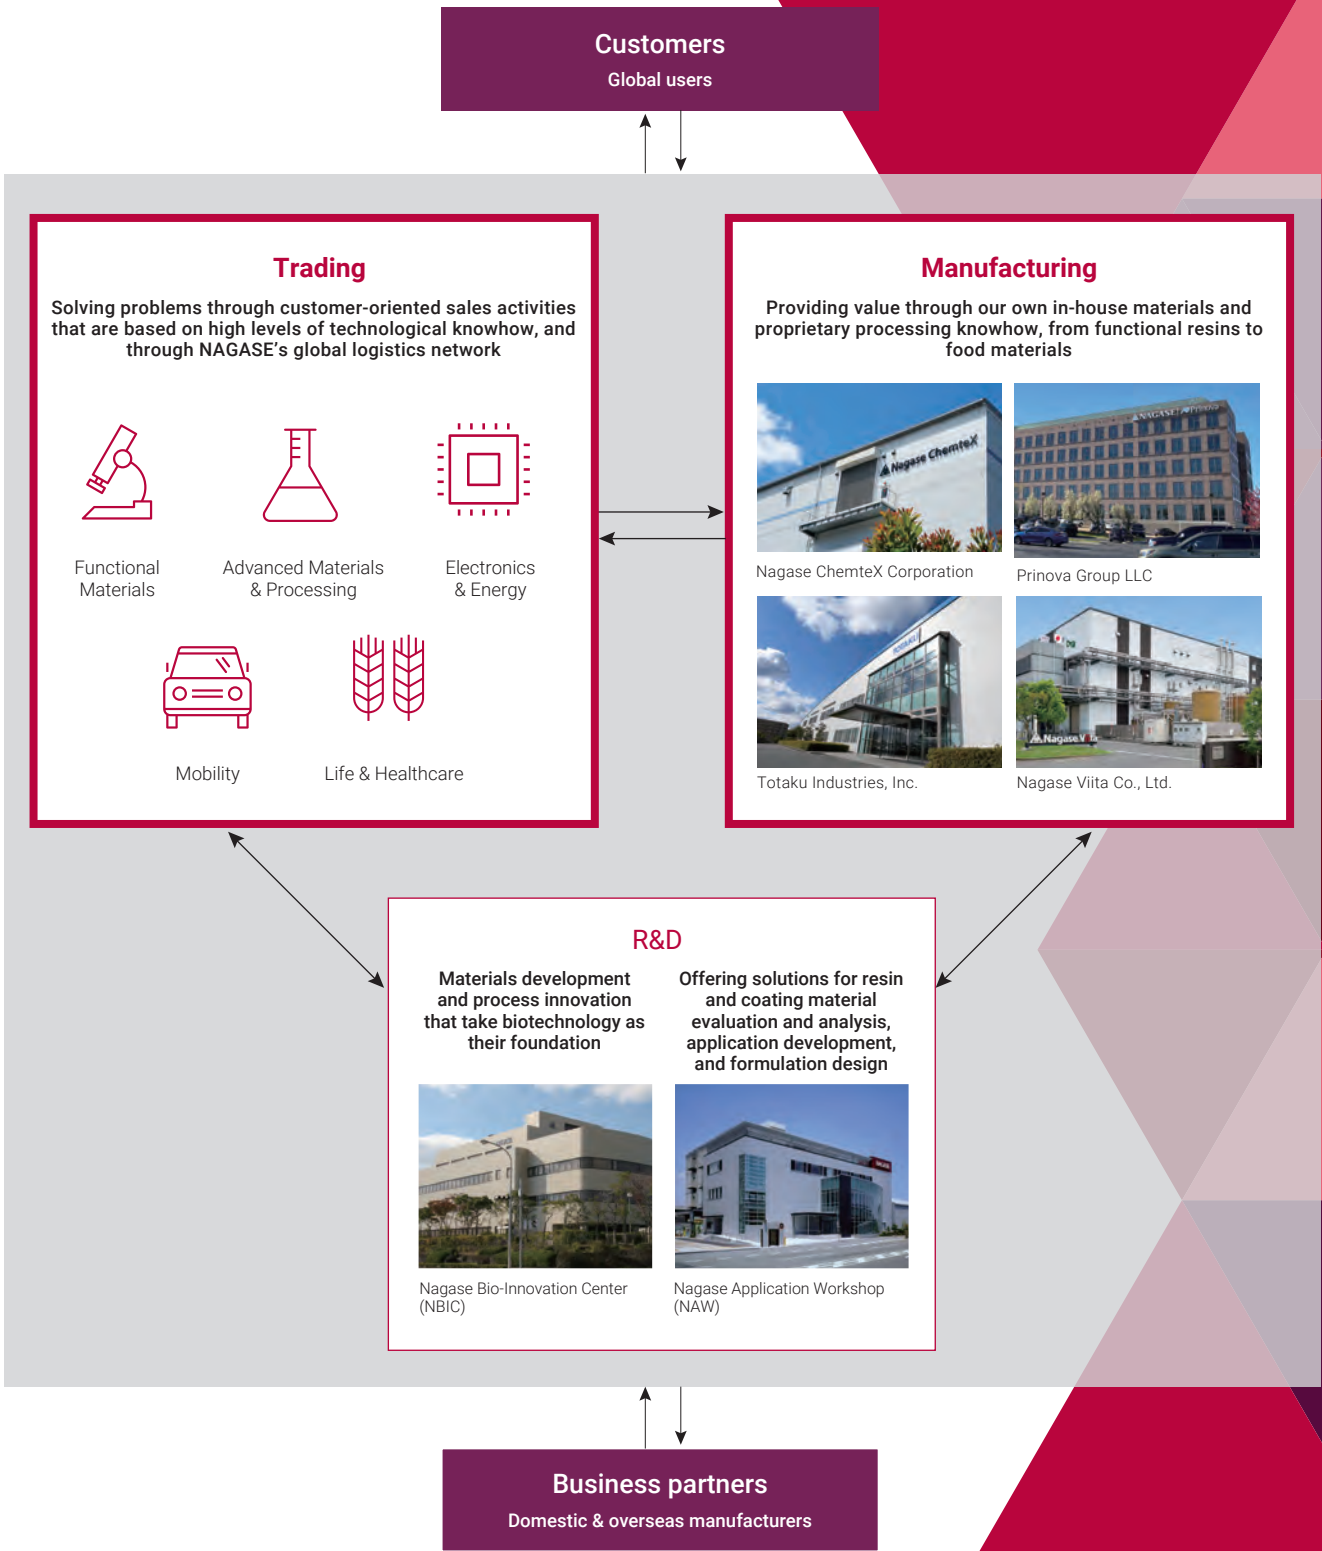 Customers
Global users
Trading
Solving problems through customer-oriented sales activities
that are based on high levels of technological knowhow, and
through NAGASE’s global logistics network
Functional
Materials
Advanced Materials
& Processing
Electronics
& Energy
Mobility
Life & Healthcare
Manufacturing
Providing value through our own in-house materials and
proprietary processing knowhow, from functional resins to
food materials
Nagase ChemteX
NAGASE
Nagase ChemteX Corporation
Prinova Group LLC
TOTAKU
Nagase Viita
Totaku Industries, Inc.
Nagase Viita Co., Ltd.
R&D
Materials development
and process innovation
that take biotechnology as
their foundation
Offering solutions for resin
and coating material
evaluation and analysis,
application development,
and formulation design
Nagase Bio-Innovation Center
(NBIC)
Nagase Application Workshop
(NAW)
Business partners
Domestic & overseas manufacturers